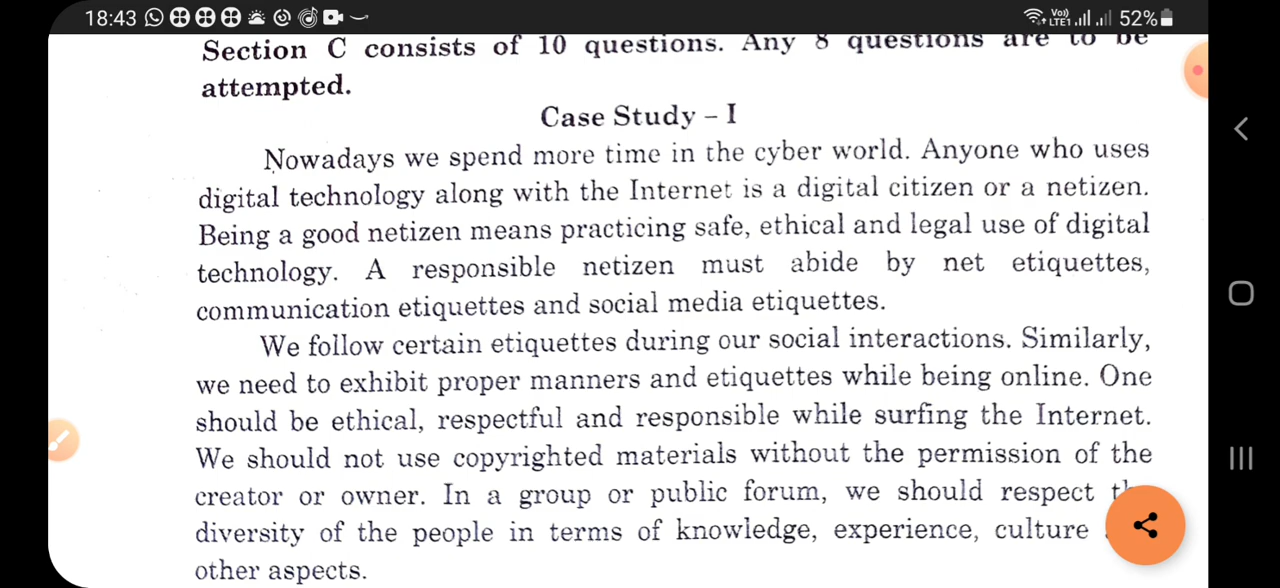 18:43
Vo)) LTE1 52%
Section C consists of 10 questions. Any 8 questions are to be
attempted.
Case Study – I
Nowadays we spend more time in the cyber world. Anyone who uses
digital technology along with the Internet is a digital citizen or a netizen.
Being a good netizen means practicing safe, ethical and legal use of digital
technology. A responsible netizen must abide by net etiquettes,
communication etiquettes and social media etiquettes.
We follow certain etiquettes during our social interactions. Similarly,
we need to exhibit proper manners and etiquettes while being online. One
should be ethical, respectful and responsible while surfing the Internet.
We should not use copyrighted materials without the permission of the
creator or owner. In a group or public forum, we should respect
diversity of the people in terms of knowledge, experience, culture
other aspects.